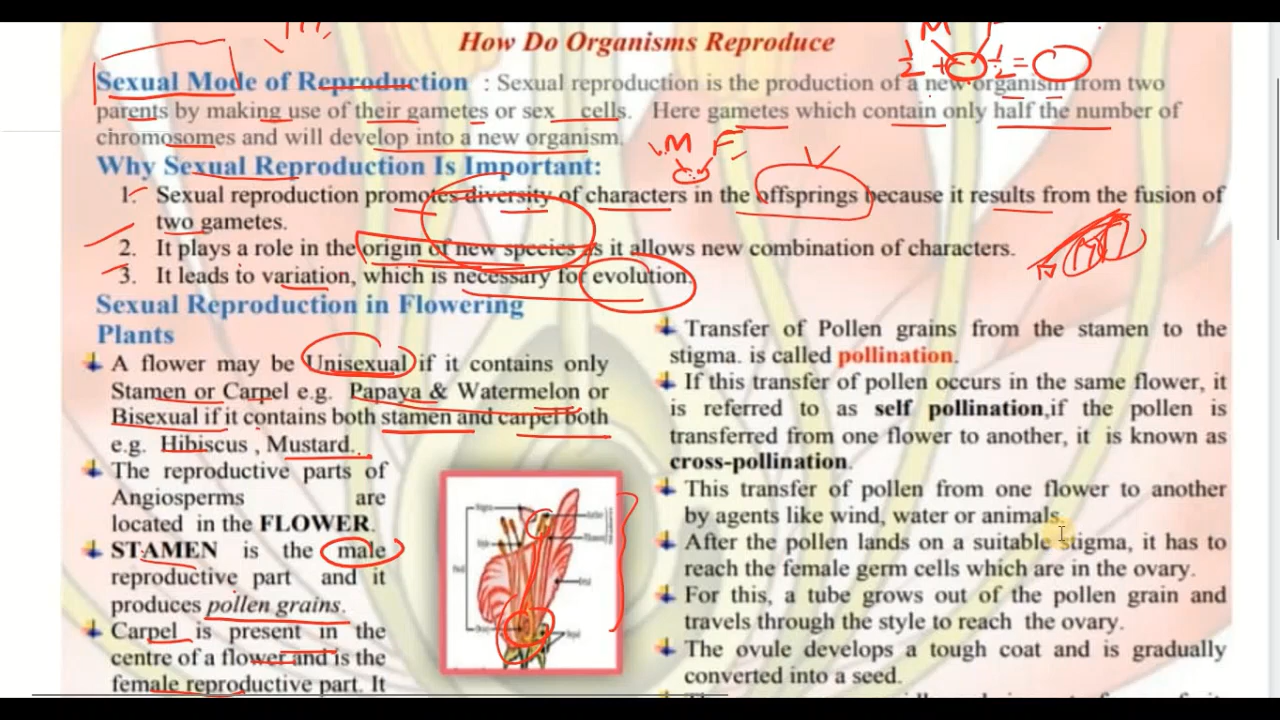 M F
How Do Organisms Reproduce
1/2 + 1/2 =
Sexual Mode of Reproduction : Sexual reproduction is the production of a new organism from two
parents by making use of their gametes or sex cells. Here gametes which contain only half the number of
chromosomes and will develop into a new organism.
M F
Why Sexual Reproduction Is Important:
1. Sexual reproduction promotes diversity of characters in the offsprings because it results from the fusion of
two gametes.
2. It plays a role in the origin of new species as it allows new combination of characters.
3. It leads to variation, which is necessary for evolution.
Sexual Reproduction in Flowering
Plants
A flower may be Unisexual if it contains only
Stamen or Carpel e.g. Papaya & Watermelon or
Bisexual if it contains both stamen and carpel both
e.g. Hibiscus , Mustard..
The reproductive parts of
Angiosperms are
located in the FLOWER.
STAMEN is the male
reproductive part and it
produces pollen grains.
Carpel is present in the
centre of a flower and is the
female reproductive part. It
Transfer of Pollen grains from the stamen to the
stigma. is called pollination.
If this transfer of pollen occurs in the same flower, it
is referred to as self pollination,if the pollen is
transferred from one flower to another, it is known as
cross-pollination.
This transfer of pollen from one flower to another
by agents like wind, water or animals.
After the pollen lands on a suitable stigma, it has to
reach the female germ cells which are in the ovary.
For this, a tube grows out of the pollen grain and
travels through the style to reach the ovary.
The ovule develops a tough coat and is gradually
converted into a seed.